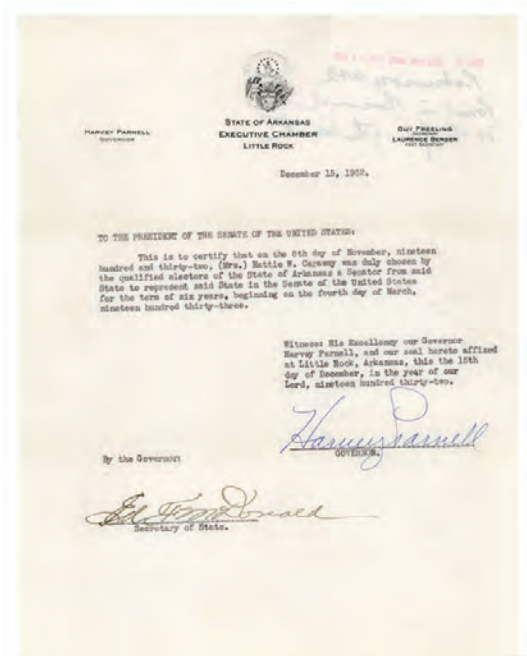 STATE OF ARKANSAS
EXECUTIVE CHAMBER
LITTLE ROCK
HARVEY PARNELL
GOVERNOR
GUY FREELING
SECRETARY
LAURENCE BERGER
ASST SECRETARY
December 15, 1932.
TO THE PRESIDENT OF THE SENATE OF THE UNITED STATES:
This is to certify that on the 8th day of November, nineteen
hundred and thirty-two, (Mrs.) Hattie W. Caraway was duly chosen by
the qualified electors of the State of Arkansas a Senator from said
State to represent said State in the Senate of the United States
for the term of six years, beginning on the fourth day of March,
nineteen hundred thirty-three.
Witness: His Excellency our Governor
Harvey Parnell, and our seal hereto affixed
at Little Rock, Arkansas, this the 15th
day of December, in the year of our
Lord, nineteen hundred thirty-two.
Harvey Parnell
GOVERNOR.
By the Governor:
Ed F McDonald
Secretary of State.